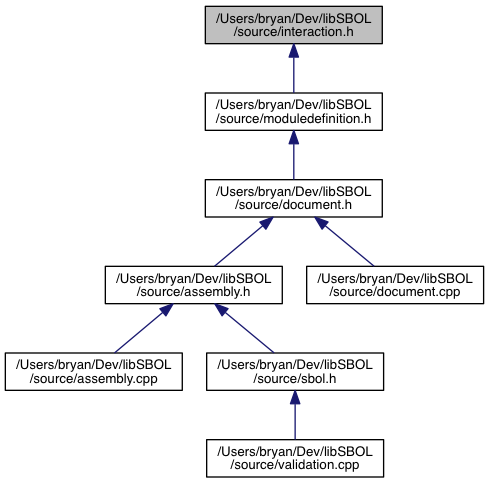 /Users/bryan/Dev/libSBOL
/source/interaction.h
/Users/bryan/Dev/libSBOL
/source/moduledefinition.h
/Users/bryan/Dev/libSBOL
/source/document.h
/Users/bryan/Dev/libSBOL
/source/assembly.h
/Users/bryan/Dev/libSBOL
/source/document.cpp
/Users/bryan/Dev/libSBOL
/source/assembly.cpp
/Users/bryan/Dev/libSBOL
/source/sbol.h
/Users/bryan/Dev/libSBOL
/source/validation.cpp